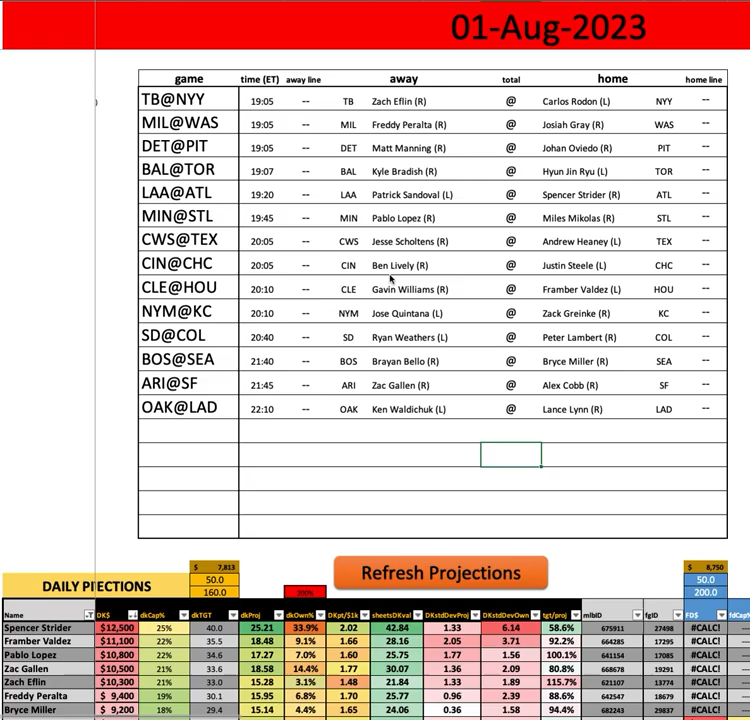 01-Aug-2023
game time (ET) away line away total home home line
TB@NYY 19:05 -- TB Zach Eflin (R) @ Carlos Rodon (L) NYY --
MIL@WAS 19:05 -- MIL Freddy Peralta (R) @ Josiah Gray (R) WAS --
DET@PIT 19:05 -- DET Matt Manning (R) @ Johan Oviedo (R) PIT --
BAL@TOR 19:07 -- BAL Kyle Bradish (R) @ Hyun Jin Ryu (L) TOR --
LAA@ATL 19:20 -- LAA Patrick Sandoval (L) @ Spencer Strider (R) ATL --
MIN@STL 19:45 -- MIN Pablo Lopez (R) @ Miles Mikolas (R) STL --
CWS@TEX 20:05 -- CWS Jesse Scholtens (R) @ Andrew Heaney (L) TEX --
CIN@CHC 20:05 -- CIN Ben Lively (R) @ Justin Steele (L) CHC --
CLE@HOU 20:10 -- CLE Gavin Williams (R) @ Framber Valdez (L) HOU --
NYM@KC 20:10 -- NYM Jose Quintana (L) @ Zack Greinke (R) KC --
SD@COL 20:40 -- SD Ryan Weathers (L) @ Peter Lambert (R) COL --
BOS@SEA 21:40 -- BOS Brayan Bello (R) @ Bryce Miller (R) SEA --
ARI@SF 21:45 -- ARI Zac Gallen (R) @ Alex Cobb (R) SF --
OAK@LAD 22:10 -- OAK Ken Waldichuk (L) @ Lance Lynn (R) LAD --
$ 7,813 $ 8,750
DAILY PJECTIONS 50.0 Refresh Projections 50.0
160.0 200% 200.0
Name DK$ dkCap% dkTGT dkProj dkOwn% DKpt/$1k sheetsDKval DKstdDevProj DKstdDevOwn tgt/proj mlbID fgID FD$ fdCap%
Spencer Strider $12,500 25% 40.0 25.21 33.9% 2.02 42.84 1.33 6.14 58.6% 675911 27498 #CALC!
Framber Valdez $11,100 22% 35.5 18.48 9.1% 1.66 28.16 2.05 3.71 92.2% 664285 17295 #CALC!
Pablo Lopez $10,800 22% 34.6 17.27 7.0% 1.60 25.75 1.77 1.56 100.1% 641154 17085 #CALC!
Zac Gallen $10,500 21% 33.6 18.58 14.4% 1.77 30.07 1.36 2.09 80.8% 668678 19291 #CALC!
Zach Eflin $10,300 21% 33.0 15.28 3.1% 1.48 21.84 1.20 1.89 115.7% 621107 13774 #CALC!
Freddy Peralta $ 9,400 19% 30.1 15.95 6.8% 1.70 25.77 0.96 2.39 88.6% 642547 18679 #CALC!
Bryce Miller $ 9,200 18% 29.4 15.14 4.4% 1.65 24.06 0.36 1.58 94.4% 682243 29837 #CALC!